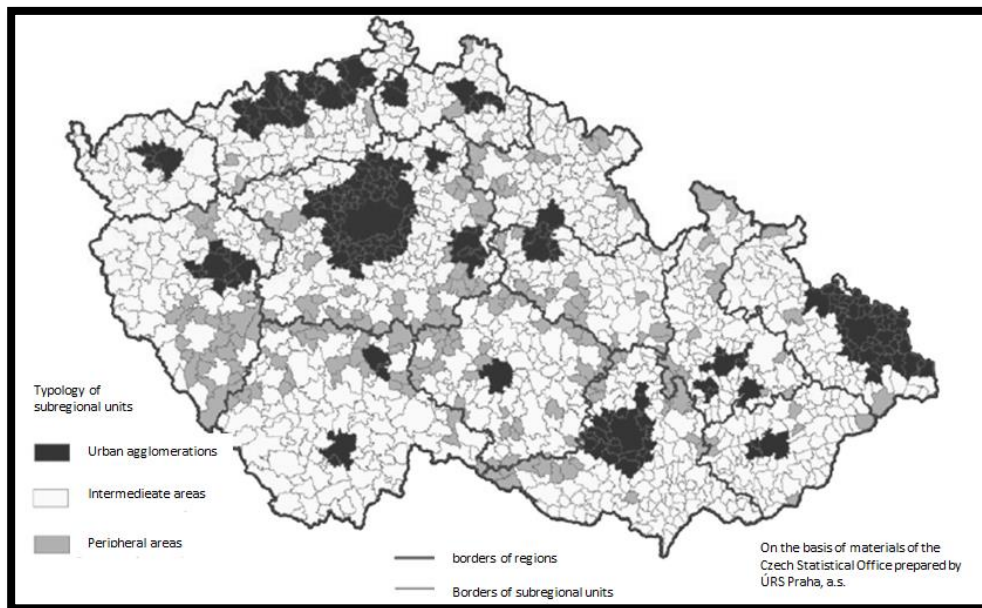 Typology of
subregional units
Urban agglomerations
Intermedieate areas
Peripheral areas
borders of regions
Borders of subregional units
On the basis of materials of the
Czech Statistical Office prepared by
ÚRS Praha, a.s.